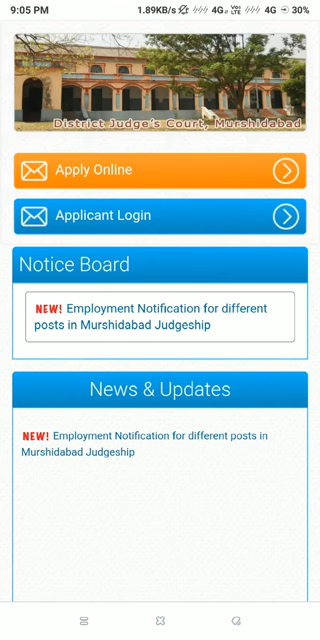 9:05 PM 1.89KB/s 4G Vo LTE 4G 30%
District Judge's Court, Murshidabad
Apply Online
Applicant Login
Notice Board
NEW! Employment Notification for different
posts in Murshidabad Judgeship
News & Updates
NEW! Employment Notification for different posts in
Murshidabad Judgeship